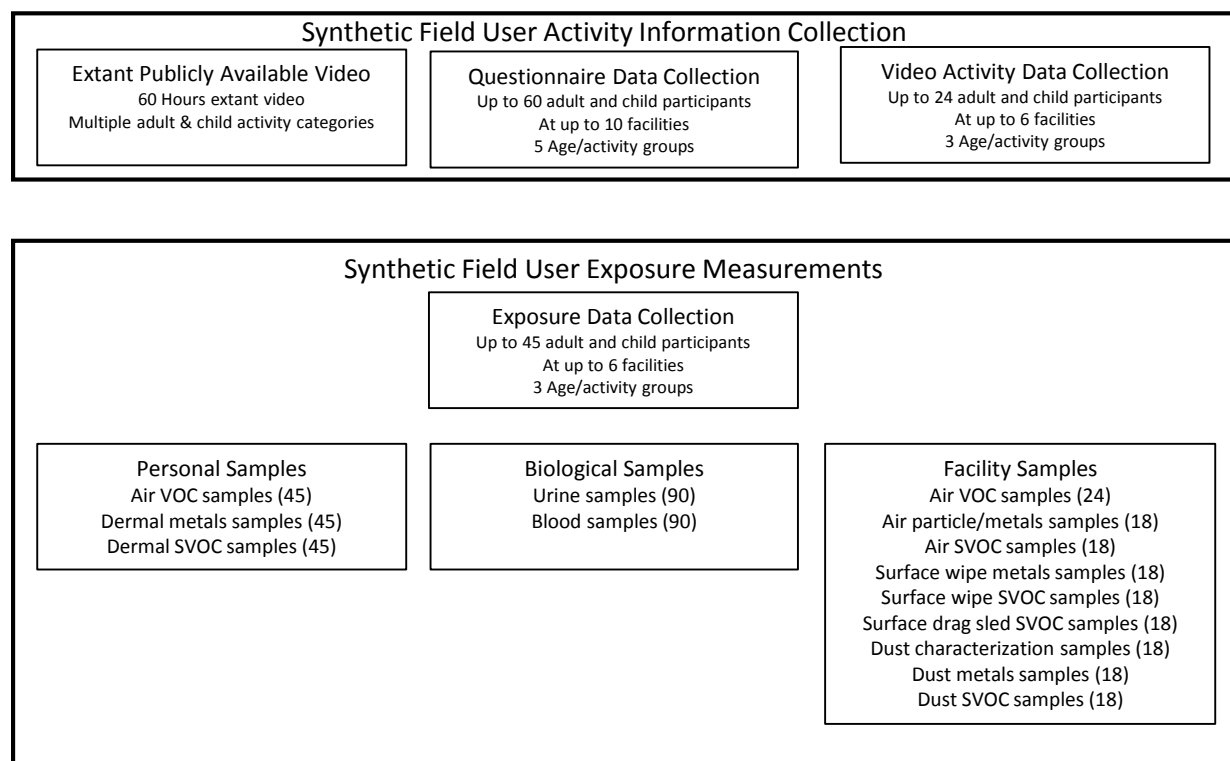 Synthetic Field User Activity Information Collection
Extant Publicly Available Video
60 Hours extant video
Multiple adult & child activity categories
Questionnaire Data Collection
Up to 60 adult and child participants
At up to 10 facilities
5 Age/activity groups
Video Activity Data Collection
Up to 24 adult and child participants
At up to 6 facilities
3 Age/activity groups
Synthetic Field User Exposure Measurements
Exposure Data Collection
Up to 45 adult and child participants
At up to 6 facilities
3 Age/activity groups
Personal Samples
Air VOC samples (45)
Dermal metals samples (45)
Dermal SVOC samples (45)
Biological Samples
Urine samples (90)
Blood samples (90)
Facility Samples
Air VOC samples (24)
Air particle/metals samples (18)
Air SVOC samples (18)
Surface wipe metals samples (18)
Surface wipe SVOC samples (18)
Surface drag sled SVOC samples (18)
Dust characterization samples (18)
Dust metals samples (18)
Dust SVOC samples (18)